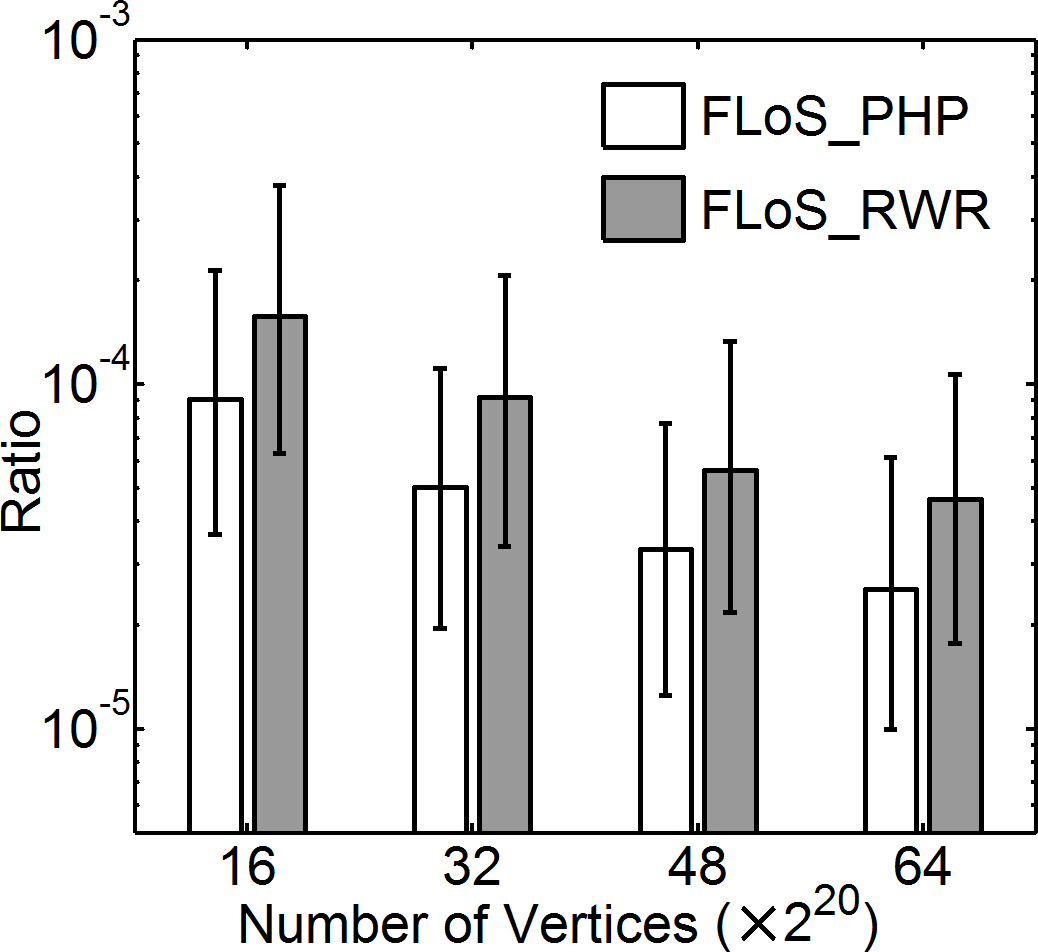 10^-3
FLoS_PHP
FLoS_RWR
10^-4
Ratio
10^-5
16 32 48 64
Number of Vertices (×2^20)